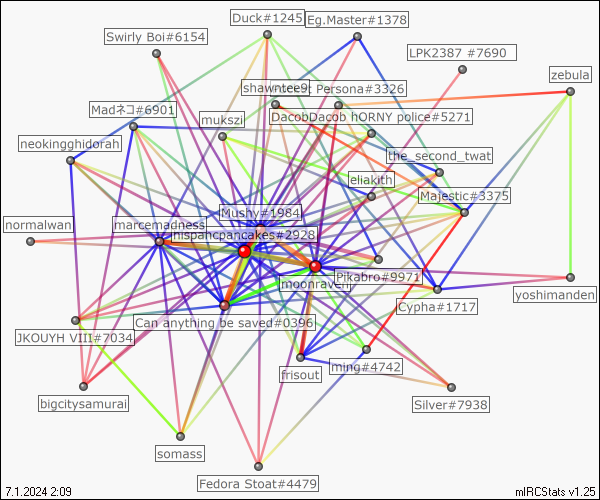 Duck#1245
Eg.Master#1378
Swirly Boi#6154
LPK2387 #7690
zebula
shawntee9
Persona#3326
Madネコ#6901
mukszi
DacobDacob hORNY police#5271
neokingghidorah
the_second_twat
eliakith
Majestic#3375
Mushy#1984
normalwan
marcemadness
hispanicpancakes#2928
Pikabro#9971
moonraven
yoshimanden
Cypha#1717
Can anything be saved#0396
JKOUYH VIII#7034
ming#4742
frisout
bigcitysamurai
Silver#7938
somass
Fedora Stoat#4479
7.1.2024 2:09
mIRCStats v1.25